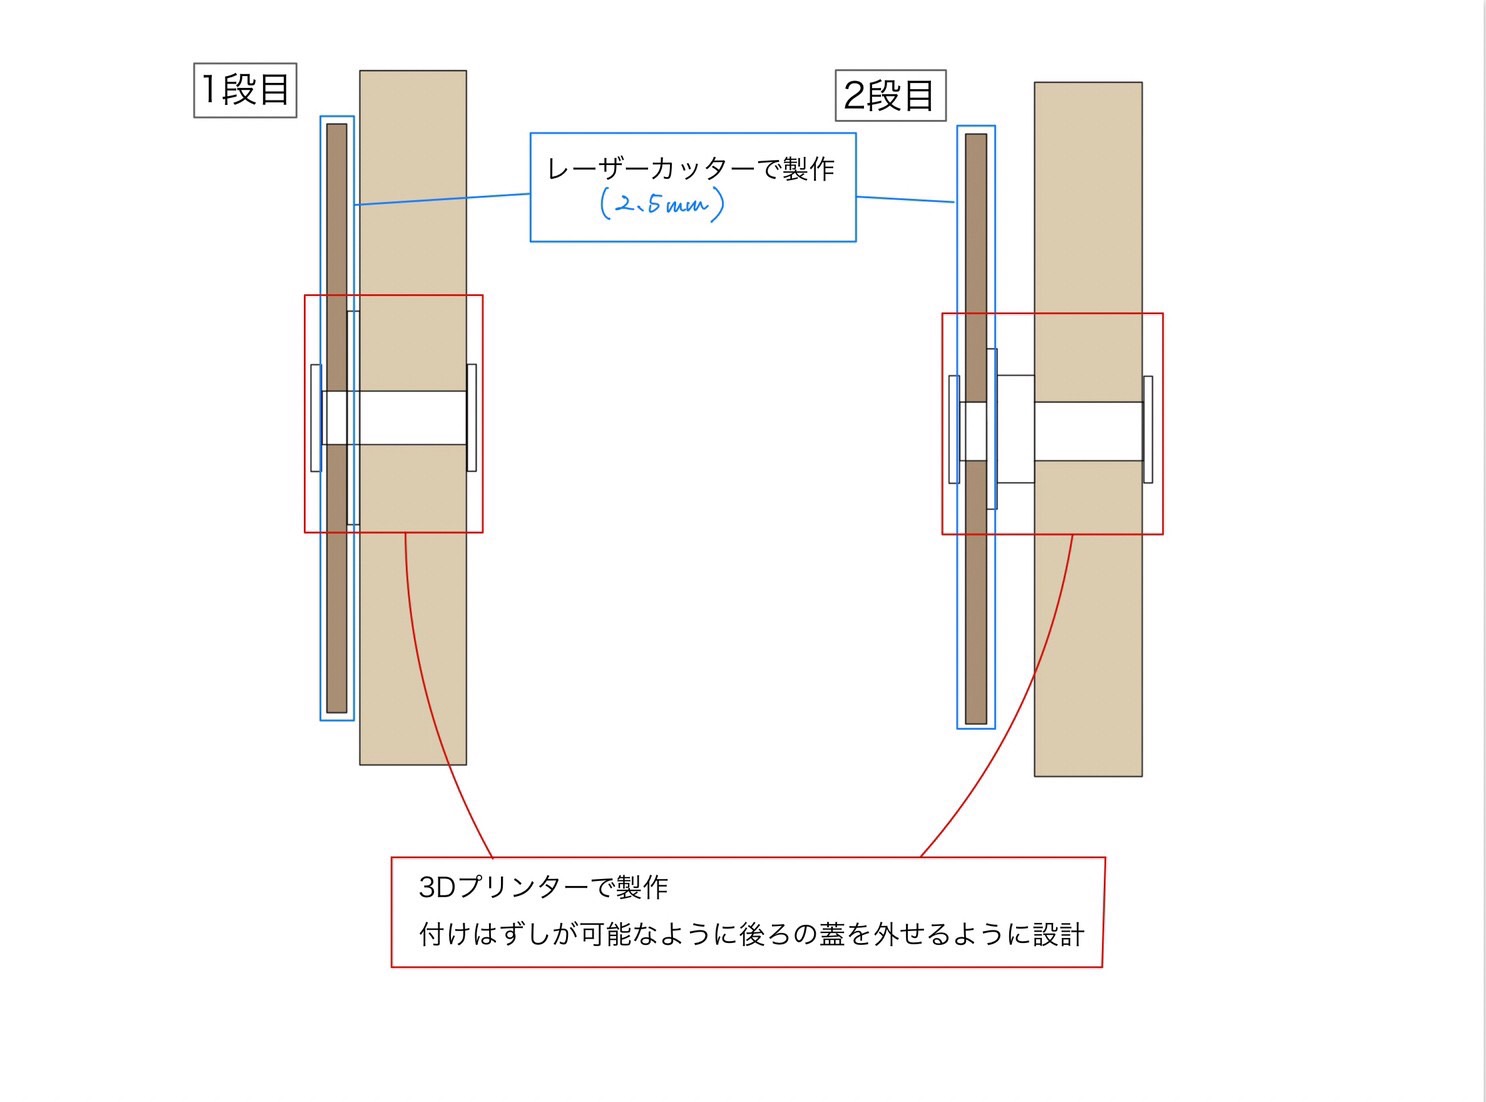 1段目
2段目
レーザーカッターで製作
(2.5mm)
3Dプリンターで製作
付けはずしが可能なように後ろの蓋を外せるように設計